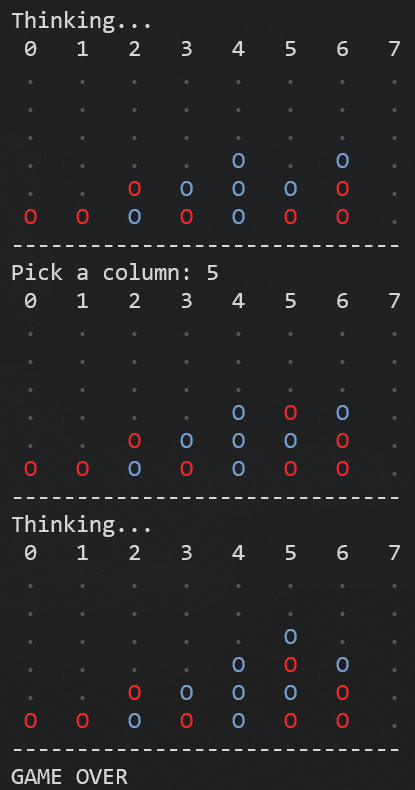 Thinking...
0 1 2 3 4 5 6 7
. . . . . . . .
. . . . . . . .
. . . . . . . .
. . . . O . O .
. . O O O O O .
O O O O O O O .
------------------------------
Pick a column: 5
0 1 2 3 4 5 6 7
. . . . . . . .
. . . . . . . .
. . . . . . . .
. . . . O O O .
. . O O O O O .
O O O O O O O .
------------------------------
Thinking...
0 1 2 3 4 5 6 7
. . . . . . . .
. . . . . . . .
. . . . . O . .
. . . . O O O .
. . O O O O O .
O O O O O O O .
------------------------------
GAME OVER